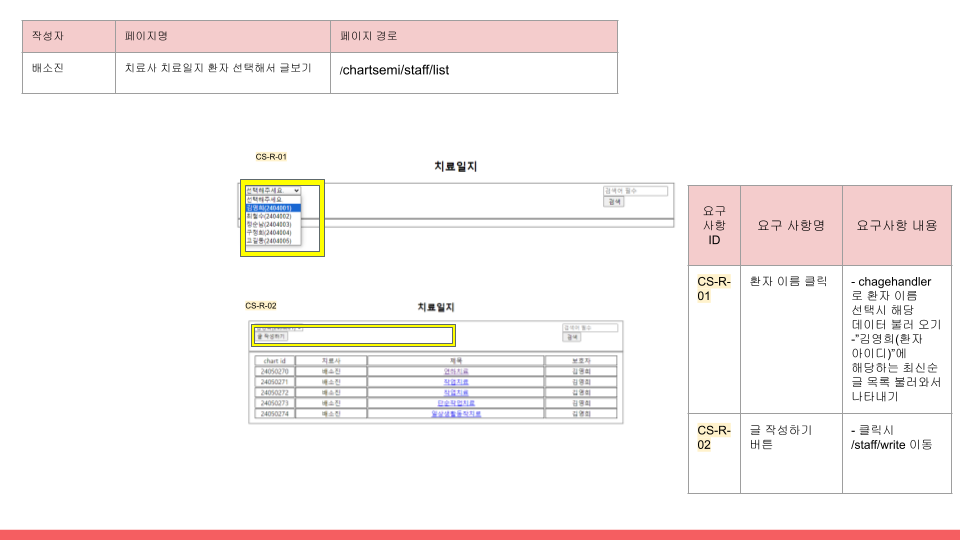 작성자 페이지명 페이지 경로
배소진 치료사 치료일지 환자 선택해서 글보기 /chartsemi/staff/list
CS-R-01
치료일지
선택해주세요.
선택해주세요.
김영희(2404001)
최철수(2404002)
정순남(2404003)
구정회(2404004)
고길동(2404005)
검색어 필수
검색
CS-R-02
치료일지
글 작성하기
검색어 필수
검색
chart id 치료사 제목 보호자
24050270 배소진 언어치료 김영희
24050271 배소진 작업치료 김영희
24050272 배소진 작업치료 김영희
24050273 배소진 단순작업치료 김영희
24050274 배소진 일상생활동작치료 김영희
요구
사항
ID
요구 사항명
요구사항 내용
CS-R-
01
환자 이름 클릭
- chagehandler
로 환자 이름
선택시 해당
데이터 불러 오기
-"김영희(환자
아이디)"에
해당하는 최신순
글 목록 불러와서
나타내기
CS-R-
02
글 작성하기
버튼
- 클릭시
/staff/write 이동